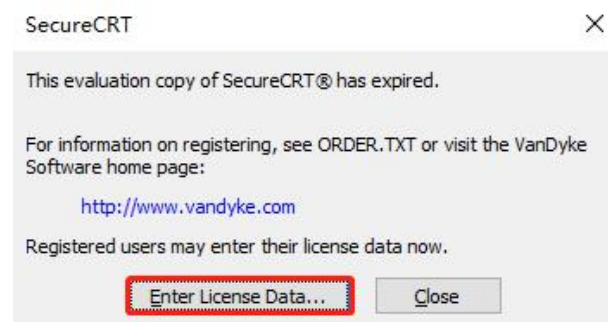 SecureCRT
This evaluation copy of SecureCRT® has expired.
For information on registering, see ORDER.TXT or visit the VanDyke
Software home page:
http://www.vandyke.com
Registered users may enter their license data now.
Enter License Data...
Close